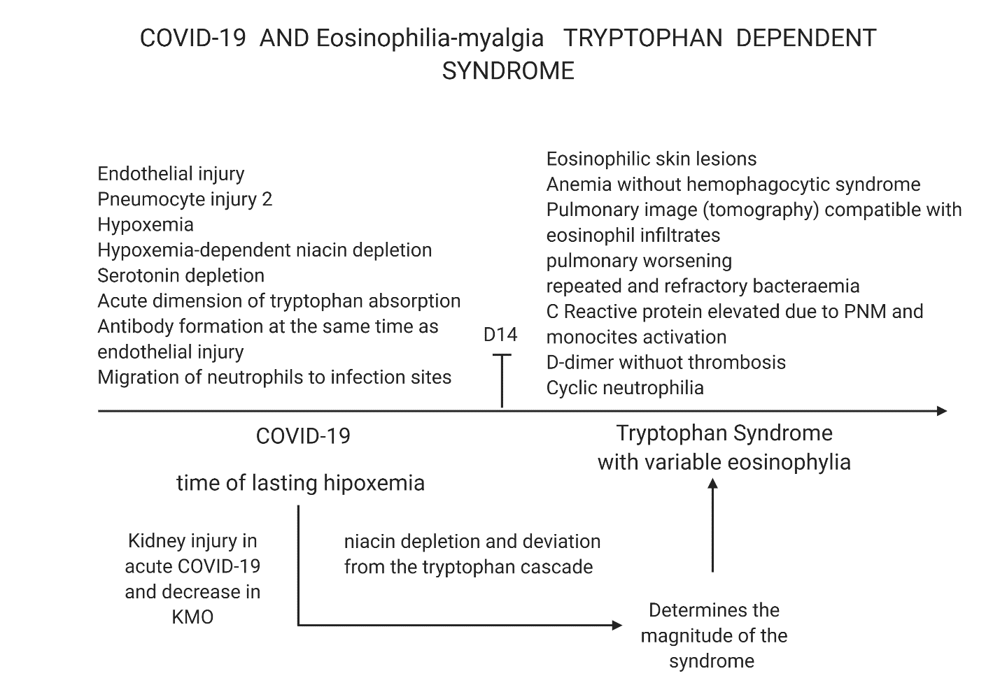 COVID-19 AND Eosinophilia-myalgia TRYPTOPHAN DEPENDENT
SYNDROME
Endothelial injury
Pneumocyte injury 2
Hypoxemia
Hypoxemia-dependent niacin depletion
Serotonin depletion
Acute dimension of tryptophan absorption
Antibody formation at the same time as
endothelial injury
Migration of neutrophils to infection sites
D14
Eosinophilic skin lesions
Anemia without hemophagocytic syndrome
Pulmonary image (tomography) compatible with
eosinophil infiltrates
pulmonary worsening
repeated and refractory bacteraemia
C Reactive protein elevated due to PNM and
monocites activation
D-dimer withuot thrombosis
Cyclic neutrophilia
COVID-19
time of lasting hipoxemia
Tryptophan Syndrome
with variable eosinophylia
Kidney injury in
acute COVID-19
and decrease in
KMO
niacin depletion and deviation
from the tryptophan cascade
Determines the
magnitude of the
syndrome